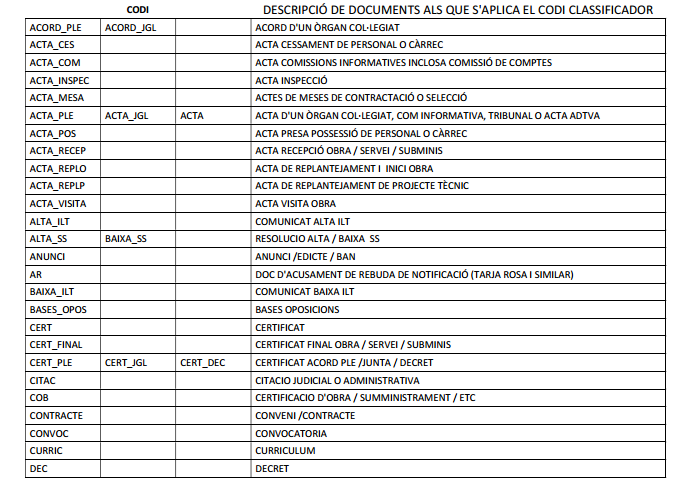 CODI DESCRIPCIÓ DE DOCUMENTS ALS QUE S'APLICA EL CODI CLASSIFICADOR
ACORD_PLE ACORD_JGL ACORD D'UN ÒRGAN COL·LEGIAT
ACTA_CES ACTA CESSAMENT DE PERSONAL O CÀRREC
ACTA_COM ACTA COMISSIONS INFORMATIVES INCLOSA COMISSIÓ DE COMPTES
ACTA_INSPEC ACTA INSPECCIÓ
ACTA_MESA ACTES DE MESES DE CONTRACTACIÓ O SELECCIÓ
ACTA_PLE ACTA_JGL ACTA ACTA D'UN ÒRGAN COL·LEGIAT, COM INFORMATIVA, TRIBUNAL O ACTA ADTVA
ACTA_POS ACTA PRESA POSSESSIÓ DE PERSONAL O CÀRREC
ACTA_RECEP ACTA RECEPCIÓ OBRA / SERVEI / SUBMINIS
ACTA_REPLO ACTA DE REPLANTEJAMENT I INICI OBRA
ACTA_REPLP ACTA DE REPLANTEJAMENT DE PROJECTE TÈCNIC
ACTA_VISITA ACTA VISITA OBRA
ALTA_ILT COMUNICAT ALTA ILT
ALTA_SS BAIXA_SS RESOLUCIO ALTA / BAIXA SS
ANUNCI ANUNCI /EDICTE / BAN
AR DOC D'ACUSAMENT DE REBUDA DE NOTIFICACIÓ (TARJA ROSA I SIMILAR)
BAIXA_ILT COMUNICAT BAIXA ILT
BASES_OPOS BASES OPOSICIONS
CERT CERTIFICAT
CERT_FINAL CERTIFICAT FINAL OBRA / SERVEI / SUBMINIS
CERT_PLE CERT_JGL CERT_DEC CERTIFICAT ACORD PLE /JUNTA / DECRET
CITAC CITACIO JUDICIAL O ADMINISTRATIVA
COB CERTIFICACIO D'OBRA / SUMMINISTRAMENT / ETC
CONTRACTE CONVENI /CONTRACTE
CONVOC CONVOCATORIA
CURRIC CURRICULUM
DEC DECRET